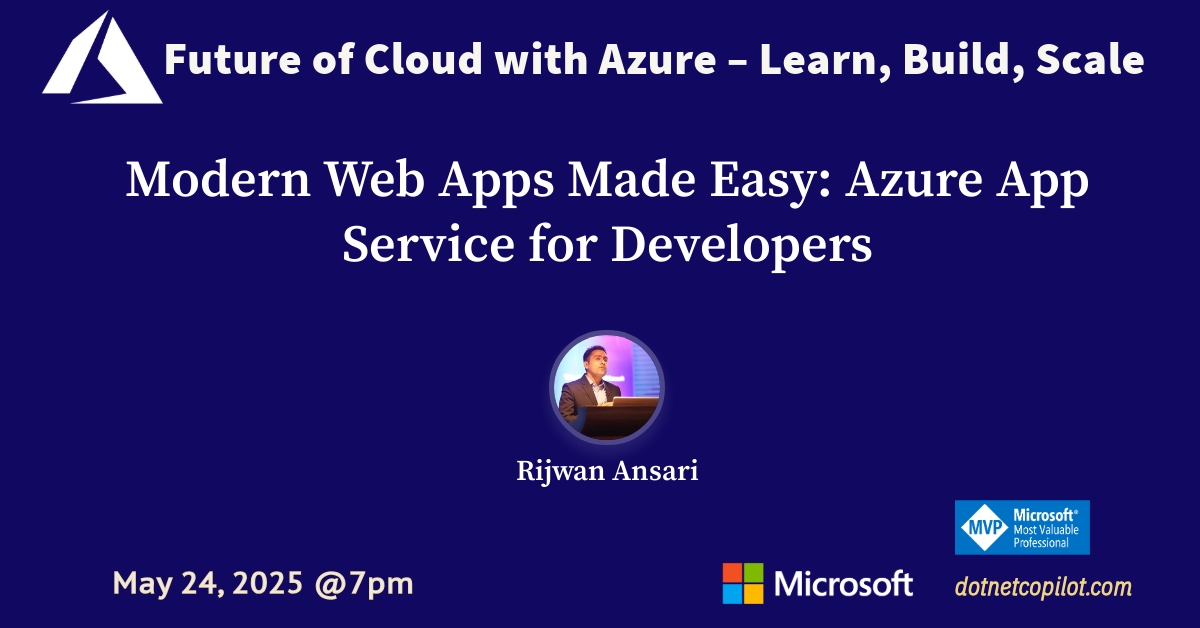 Future of Cloud with Azure – Learn, Build, Scale
Modern Web Apps Made Easy: Azure App
Service for Developers
Rijwan Ansari
MVP
Microsoft®
Most Valuable
Professional
May 24, 2025 @7pm
Microsoft
dotnetcopilot.com